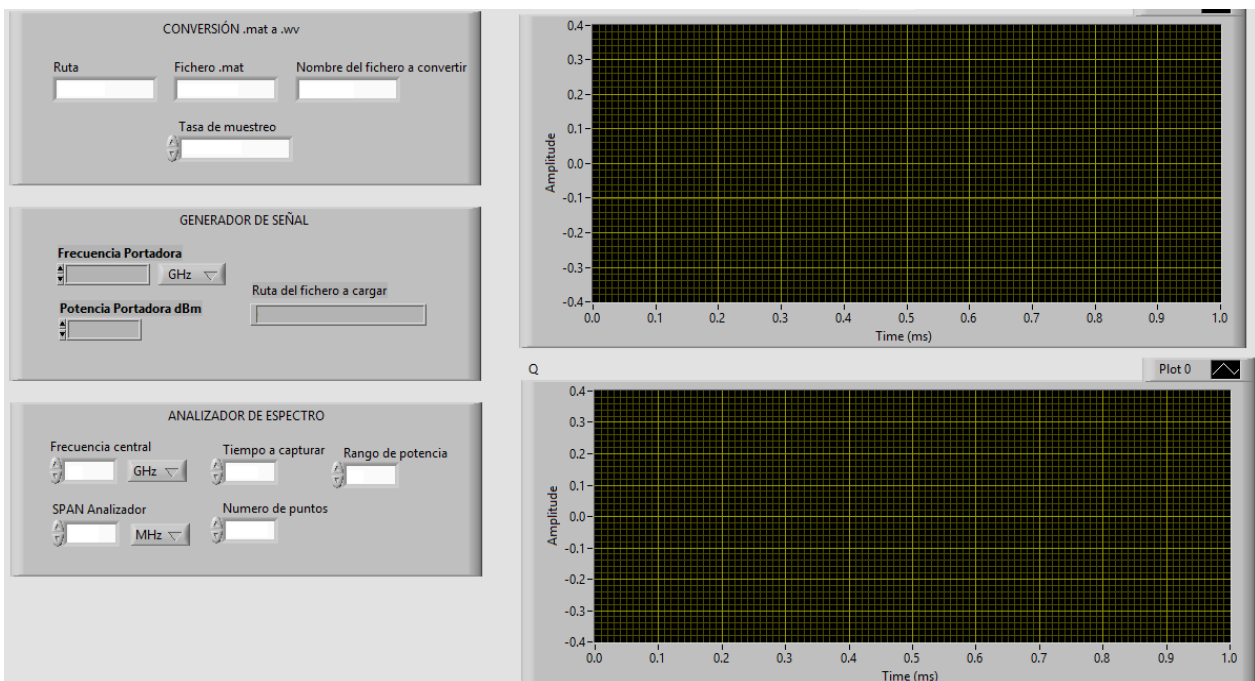 CONVERSIÓN .mat a .wv
Ruta
Fichero .mat
Nombre del fichero a convertir
Tasa de muestreo
GENERADOR DE SEÑAL
Frecuencia Portadora
GHz
Potencia Portadora dBm
Ruta del fichero a cargar
ANALIZADOR DE ESPECTRO
Frecuencia central
GHz
Tiempo a capturar
Rango de potencia
SPAN Analizador
MHz
Numero de puntos
Amplitude
0.4
0.3
0.2
0.1
0.0
-0.1
-0.2
-0.3
-0.4
0.0 0.1 0.2 0.3 0.4 0.5 0.6 0.7 0.8 0.9 1.0
Time (ms)
Q
Plot 0
Amplitude
0.4
0.3
0.2
0.1
0.0
-0.1
-0.2
-0.3
-0.4
0.0 0.1 0.2 0.3 0.4 0.5 0.6 0.7 0.8 0.9 1.0
Time (ms)